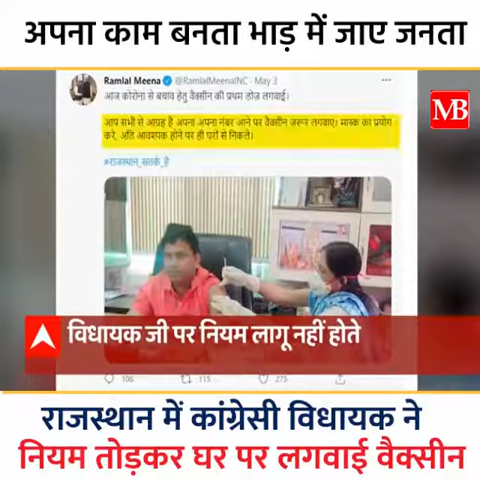 अपना काम बनता भाड़ में जाए जनता
MB
Ramlal Meena @RamlalMeenaINC · May 3
आज कोरोना से बचाव हेतु वैक्सीन की प्रथम डोज़ लगवाई।
आप सभी से आग्रह है अपना अपना नंबर आने पर वैक्सीन जरूर लगवाए। मास्क का प्रयोग
करे, अति आवश्यक होने पर ही घरों से निकले।
#राजस्थान_सतर्क_है
विधायक जी पर नियम लागू नहीं होते
106 115 275
राजस्थान में कांग्रेसी विधायक ने
नियम तोड़कर घर पर लगवाई वैक्सीन